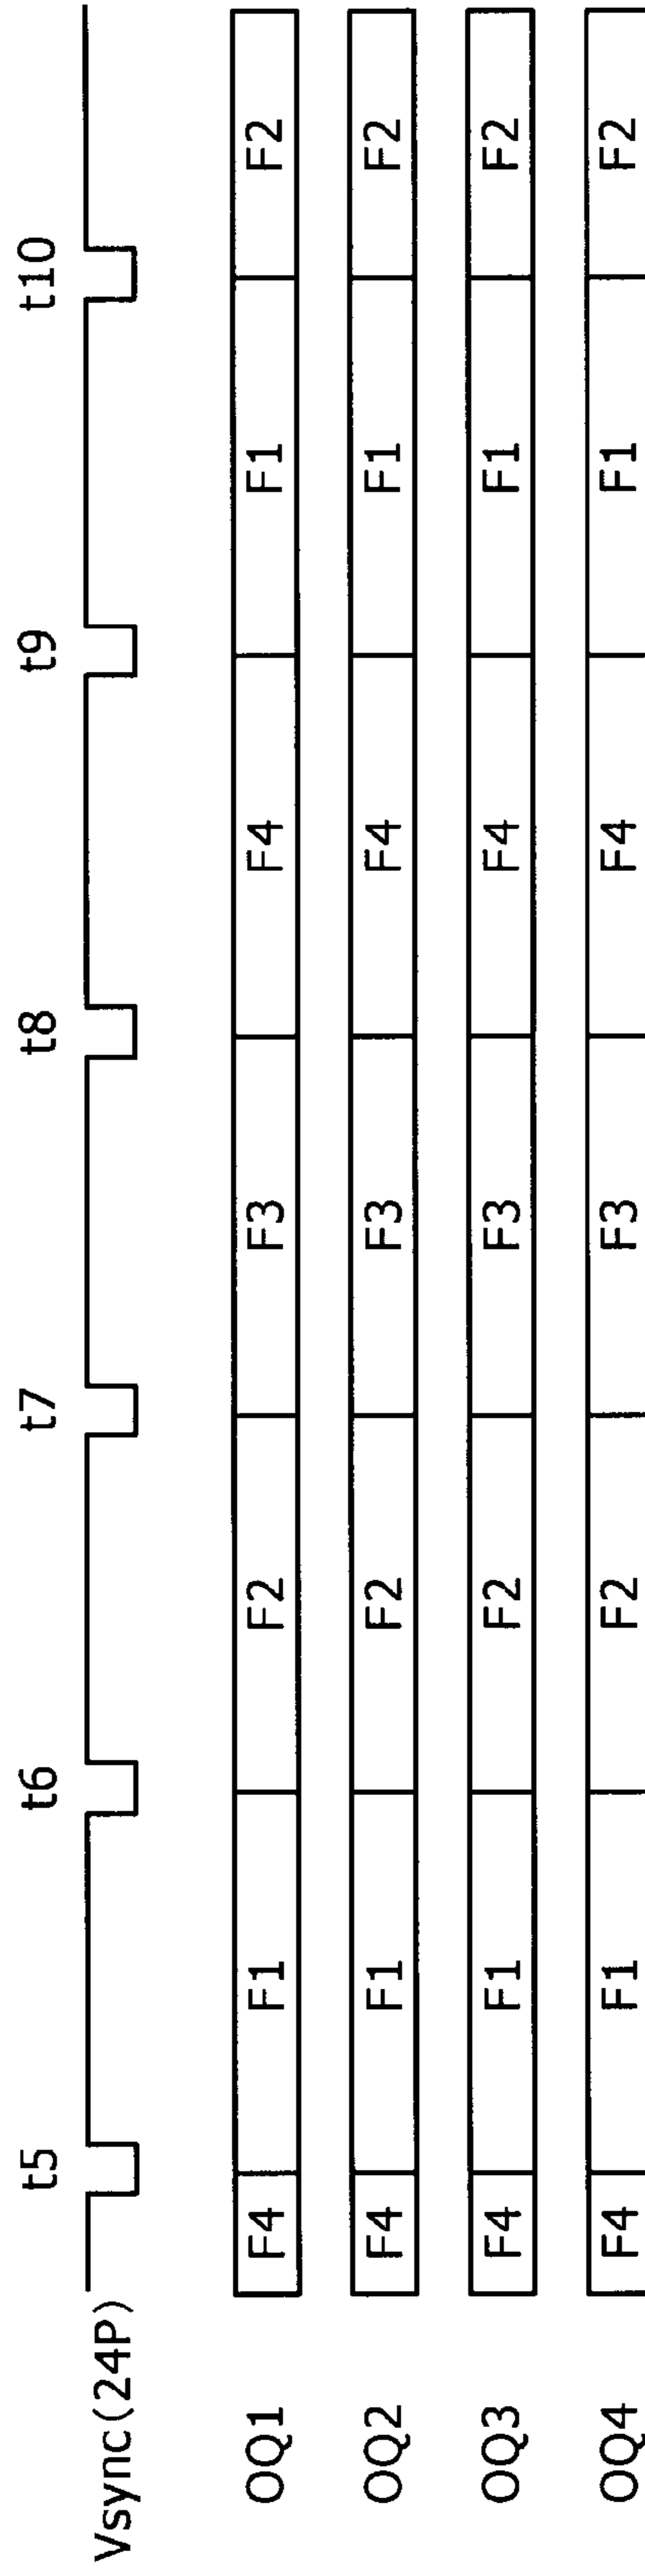 t5 t6 t7 t8 t9 t10
Vsync(24P)
OQ1 F4 F1 F2 F3 F4 F1 F2
OQ2 F4 F1 F2 F3 F4 F1 F2
OQ3 F4 F1 F2 F3 F4 F1 F2
OQ4 F4 F1 F2 F3 F4 F1 F2